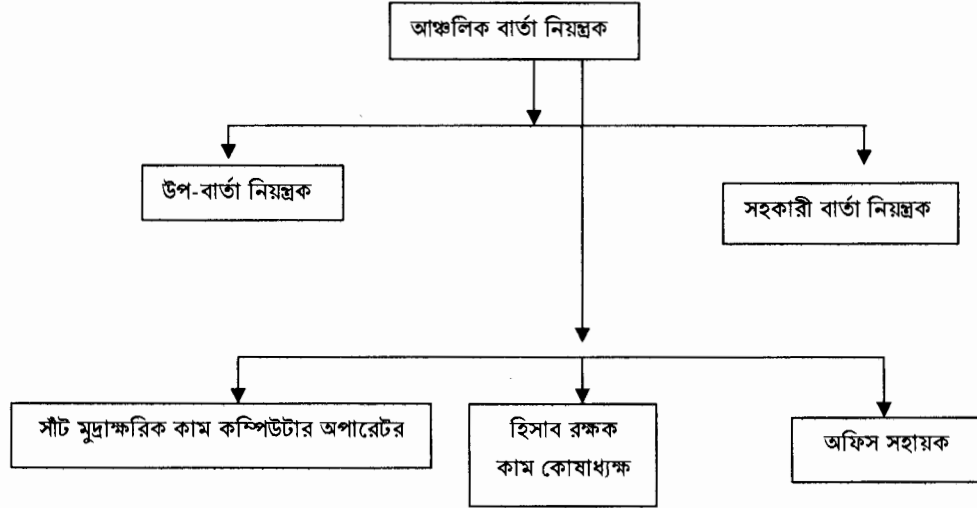 আঞ্চলিক বার্তা নিয়ন্ত্রক
উপ-বার্তা নিয়ন্ত্রক
সহকারী বার্তা নিয়ন্ত্রক
সাঁট মুদ্রাক্ষরিক কাম কম্পিউটার অপারেটর
হিসাব রক্ষক
কাম কোষাধ্যক্ষ
অফিস সহায়ক